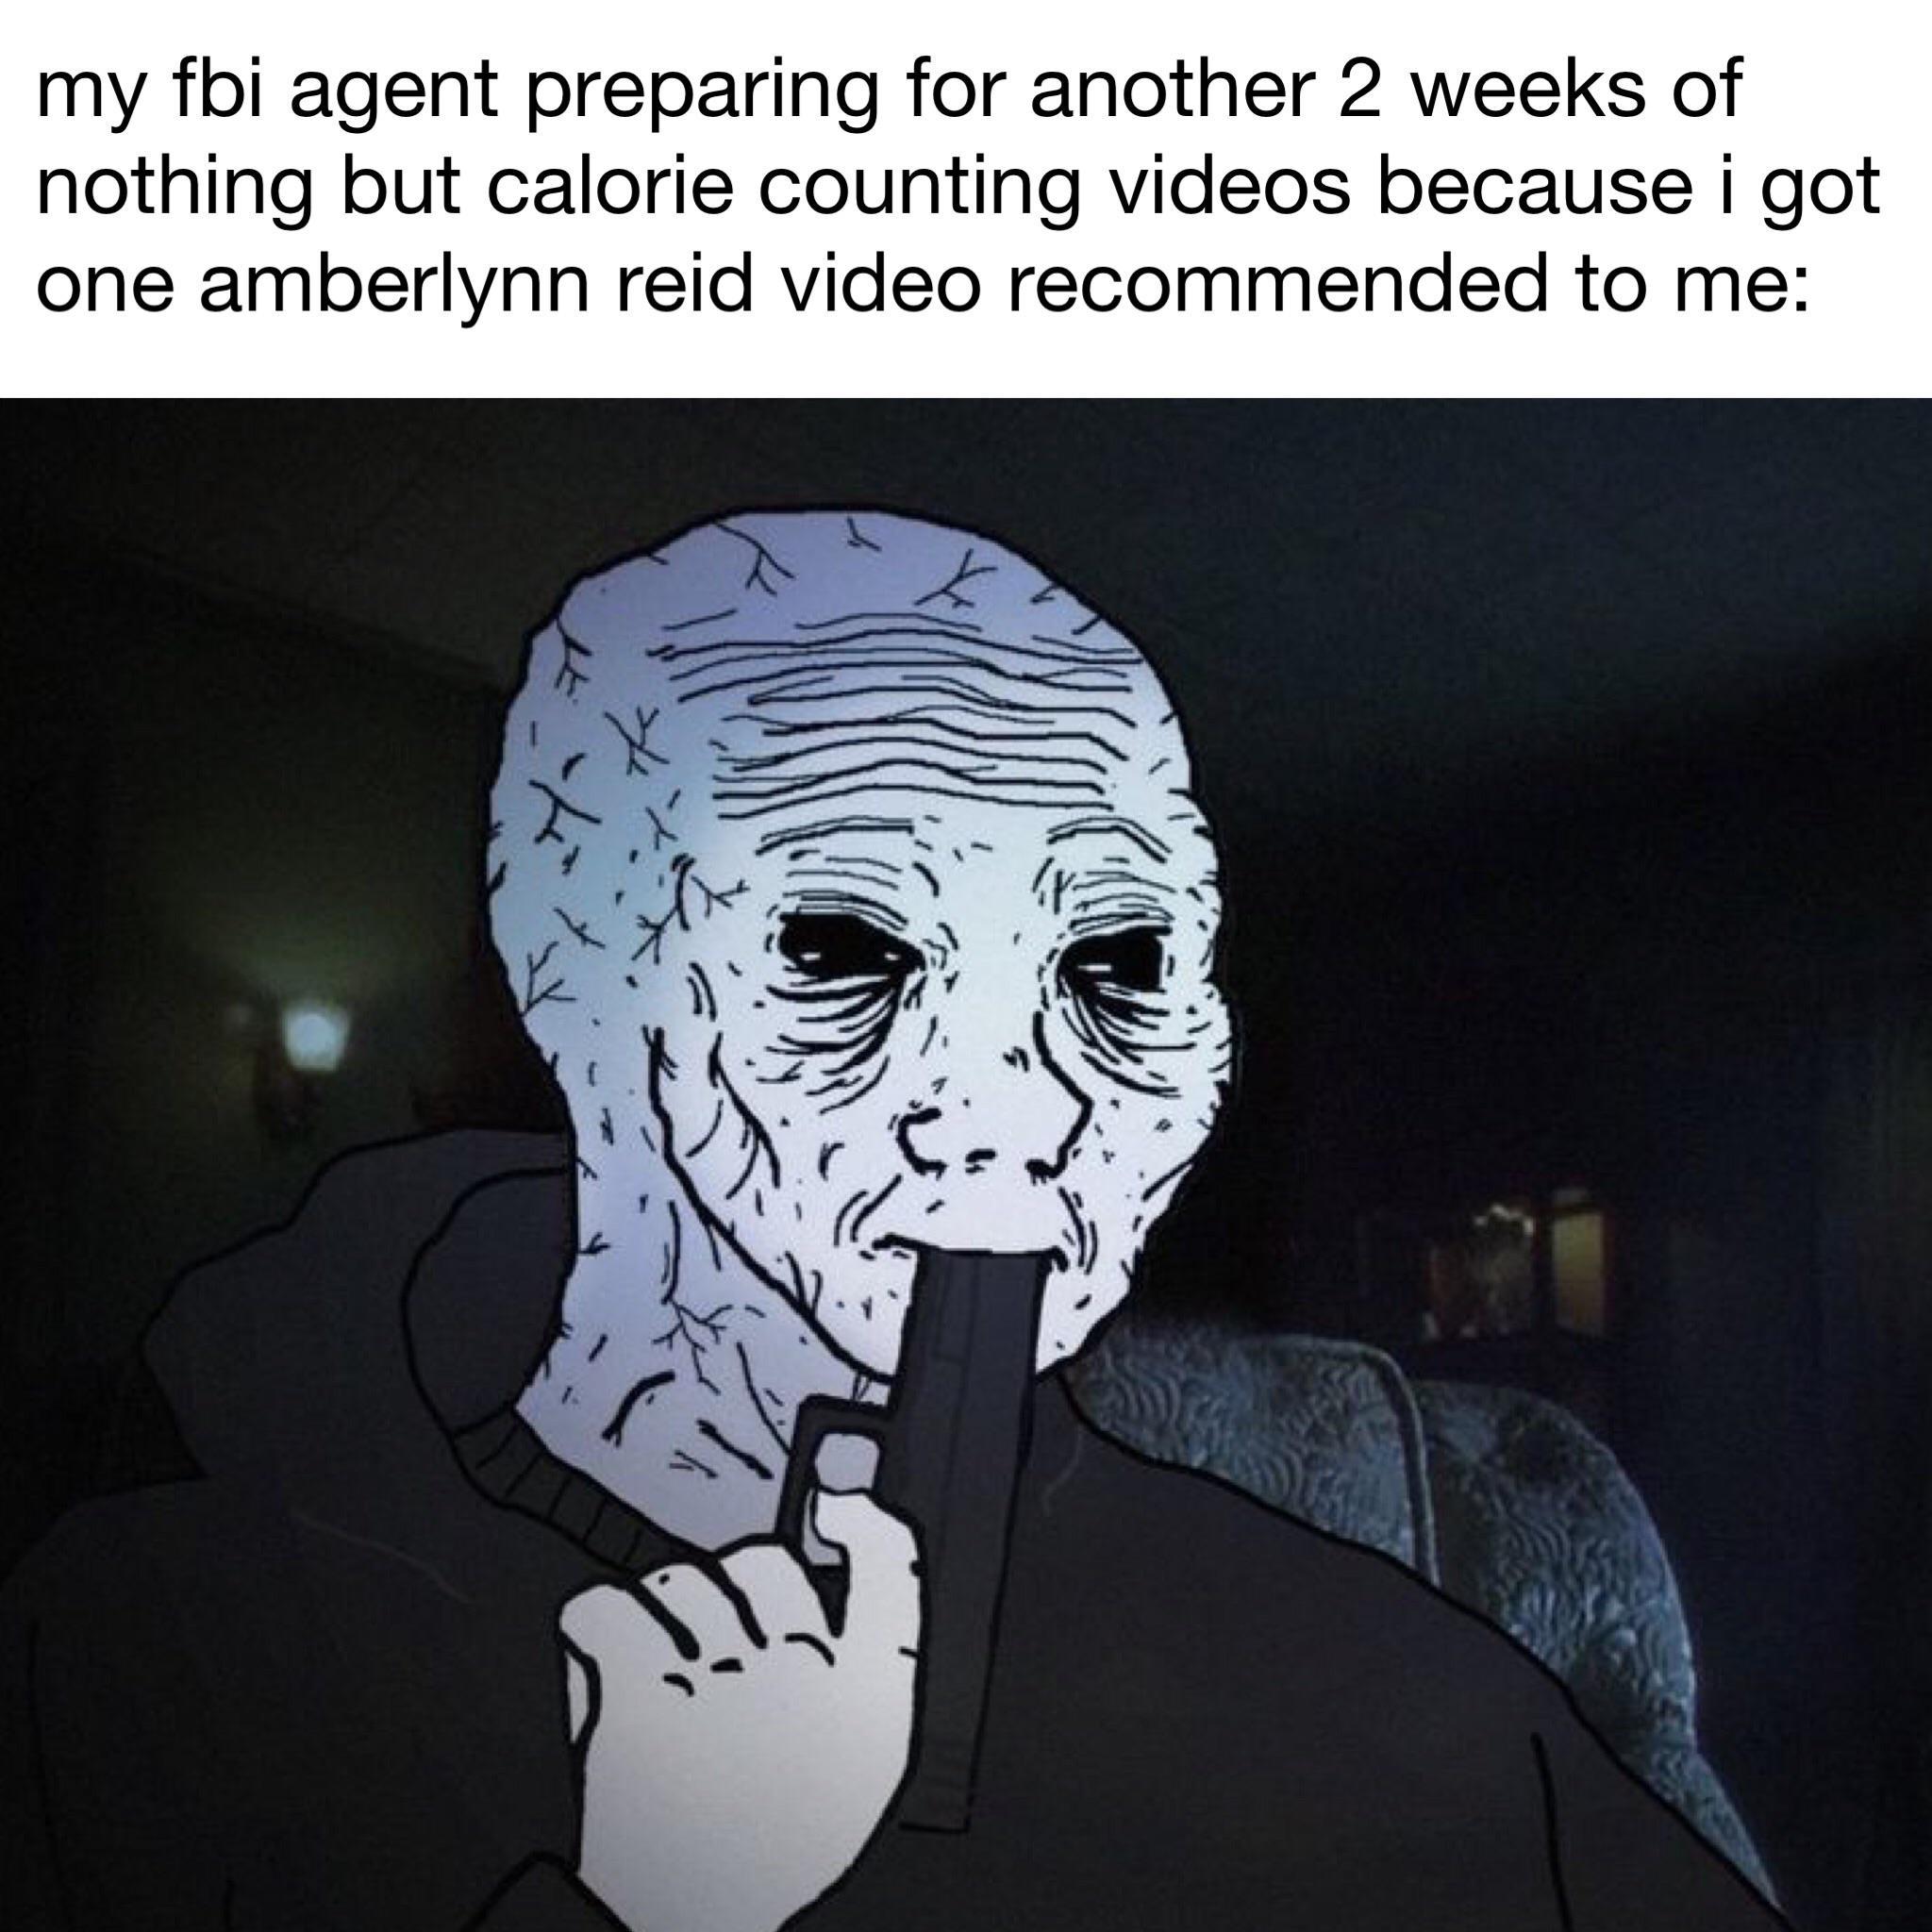 my fbi agent preparing for another 2 weeks of
nothing but calorie counting videos because i got
one amberlynn reid video recommended to me: